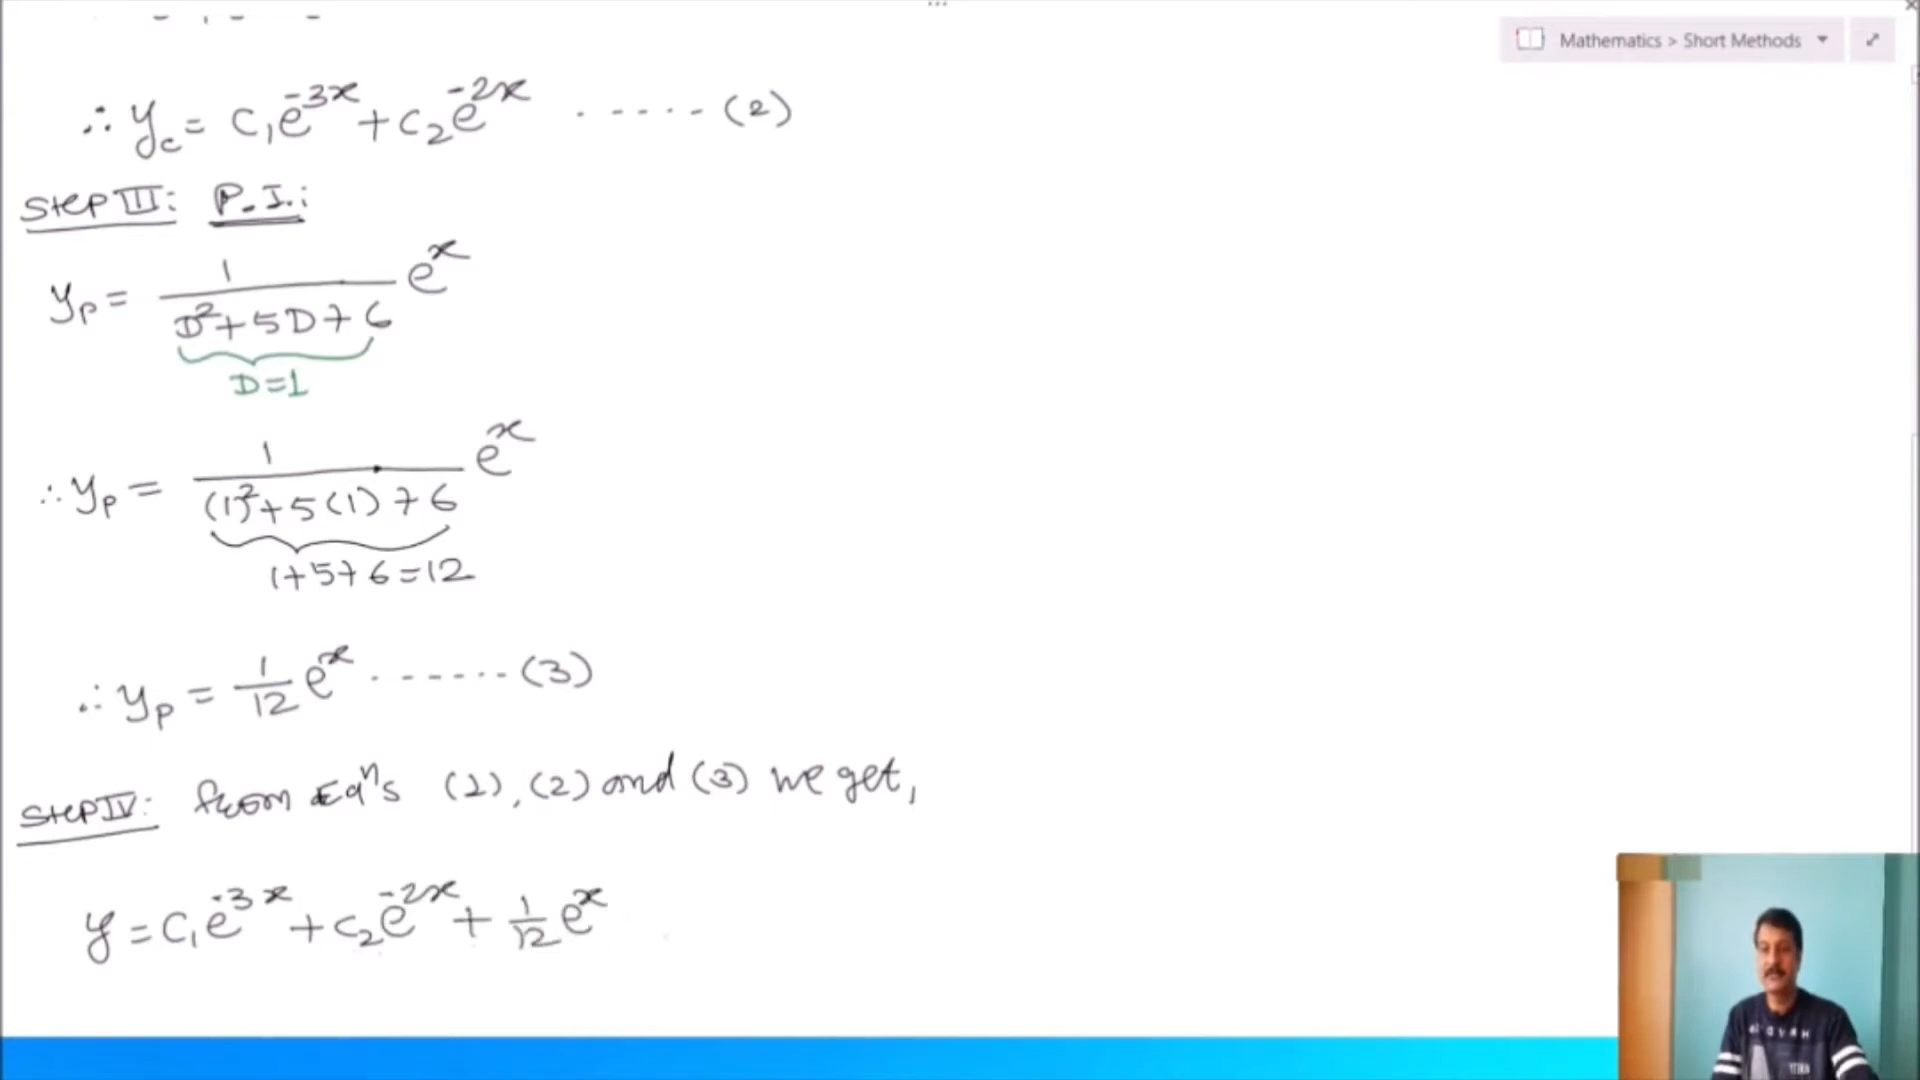 Mathematics > Short Methods
∴ y_c = c₁e^{-3x} + c₂e^{-2x} ...... (2)
Step III: P.I.:
y_p = 1/(D²+5D+6) e^x
D=1
∴ y_p = 1/((1)²+5(1)+6) e^x
1+5+6=12
∴ y_p = 1/12 e^x ....... (3)
Step IV: from Eqⁿs (1), (2) and (3) we get,
y = c₁e^{-3x} + c₂e^{-2x} + 1/12 e^x